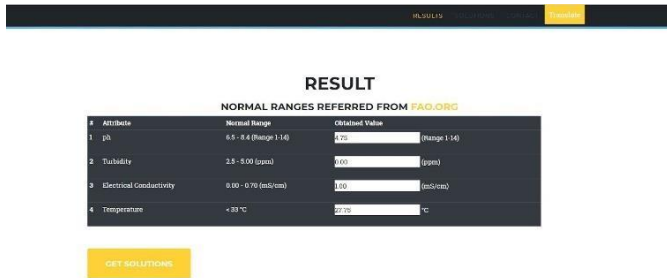 RESULTS SOLUTIONS CONTACT Translate
RESULT
NORMAL RANGES REFERRED FROM FAO.ORG
# Attribute Normal Range Obtained Value
1 ph 6.5 - 8.4 (Range 1-14) 4.75 (Range 1-14)
2 Turbidity 2.5 - 5.00 (ppm) 0.00 (ppm)
3 Electrical Conductivity 0.00 - 0.70 (mS/cm) 1.00 (mS/cm)
4 Temperature < 33 °C 27.75 °C
GET SOLUTIONS